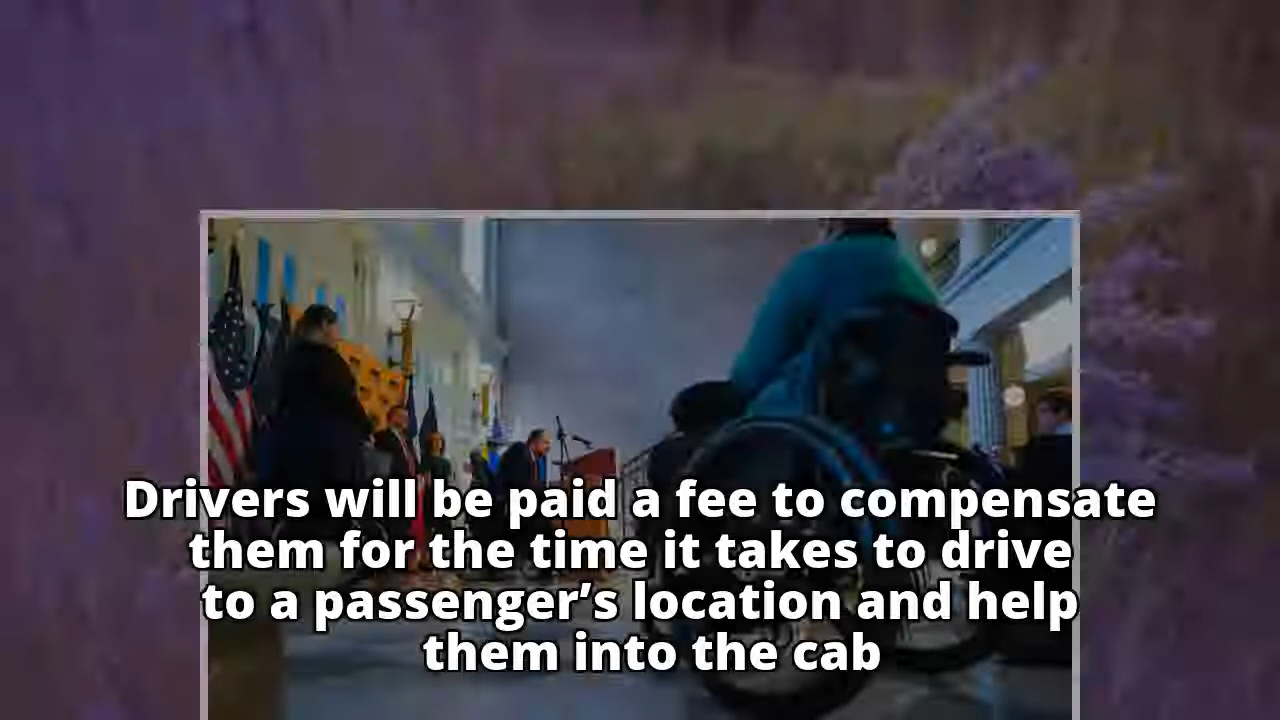 Drivers will be paid a fee to compensate
them for the time it takes to drive
to a passenger’s location and help
them into the cab